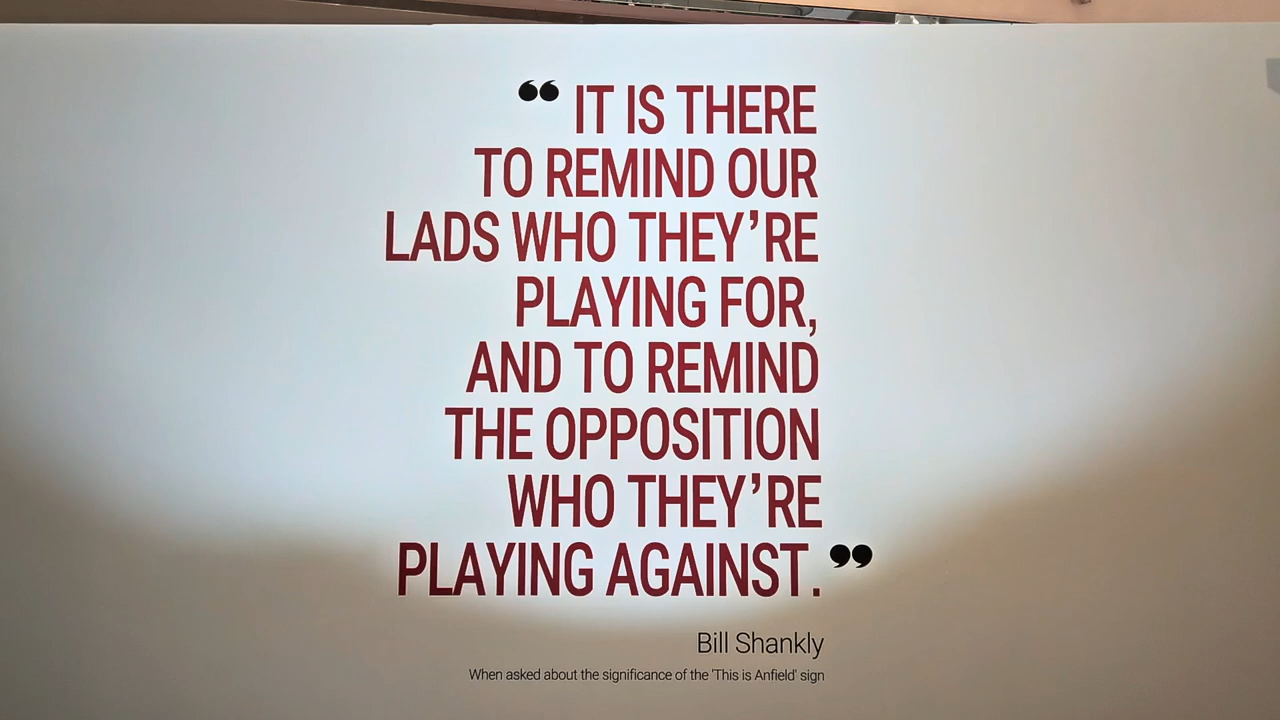 “ IT IS THERE
TO REMIND OUR
LADS WHO THEY’RE
PLAYING FOR,
AND TO REMIND
THE OPPOSITION
WHO THEY’RE
PLAYING AGAINST. ”
Bill Shankly
When asked about the significance of the 'This is Anfield' sign